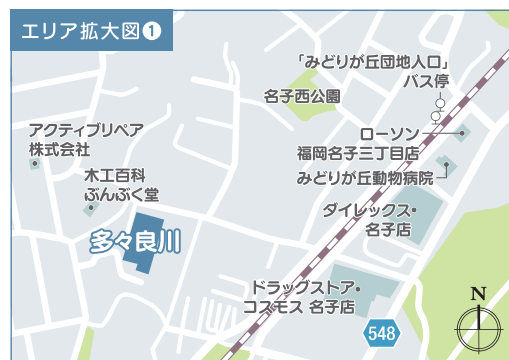 エリア拡大図❶
「みどりが丘団地入口」
バス停
名子西公園
アクティブリペア
株式会社
ローソン
福岡名子三丁目店
木工百科
ぶんぶく堂
みどりが丘動物病院
ダイレックス
名子店
多々良川
ドラッグストア
コスモス 名子店
548
N